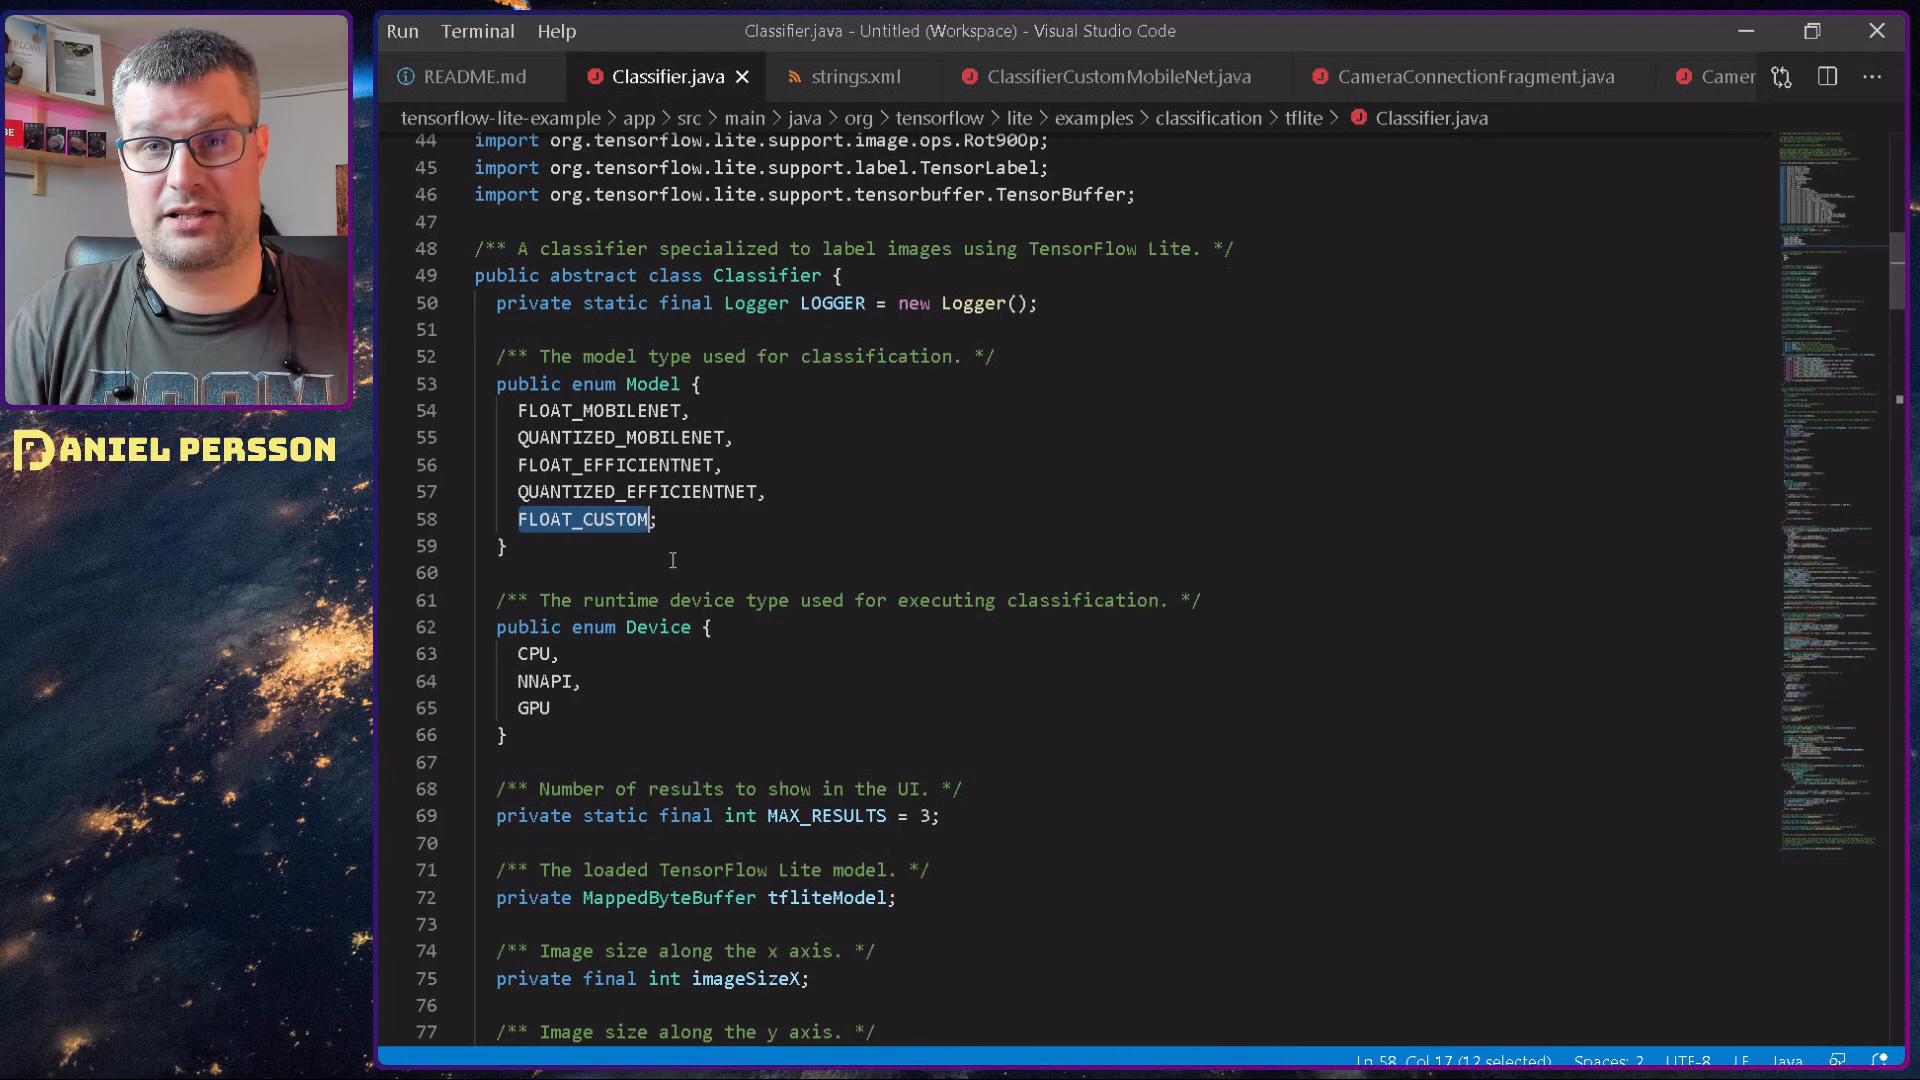 Run Terminal Help
Classifier.java - Untitled (Workspace) - Visual Studio Code
README.md Classifier.java strings.xml ClassifierCustomMobileNet.java CameraConnectionFragment.java Camer
tensorflow-lite-example > app > src > main > java > org > tensorflow > lite > examples > classification > tflite > Classifier.java
44 import org.tensorflow.lite.support.image.ops.Rot90Op;
45 import org.tensorflow.lite.support.label.TensorLabel;
46 import org.tensorflow.lite.support.tensorbuffer.TensorBuffer;
47
48 /** A classifier specialized to label images using TensorFlow Lite. */
49 public abstract class Classifier {
50 private static final Logger LOGGER = new Logger();
51
52 /** The model type used for classification. */
53 public enum Model {
54 FLOAT_MOBILENET,
55 QUANTIZED_MOBILENET,
56 FLOAT_EFFICIENTNET,
57 QUANTIZED_EFFICIENTNET,
58 FLOAT_CUSTOM;
59 }
60
61 /** The runtime device type used for executing classification. */
62 public enum Device {
63 CPU,
64 NNAPI,
65 GPU
66 }
67
68 /** Number of results to show in the UI. */
69 private static final int MAX_RESULTS = 3;
70
71 /** The loaded TensorFlow Lite model. */
72 private MappedByteBuffer tfliteModel;
73
74 /** Image size along the x axis. */
75 private final int imageSizeX;
76
77 /** Image size along the y axis. */
Ln 58, Col 17 (12 selected) Spaces: 2 UTF-8 LF Java
DANIEL PERSSON